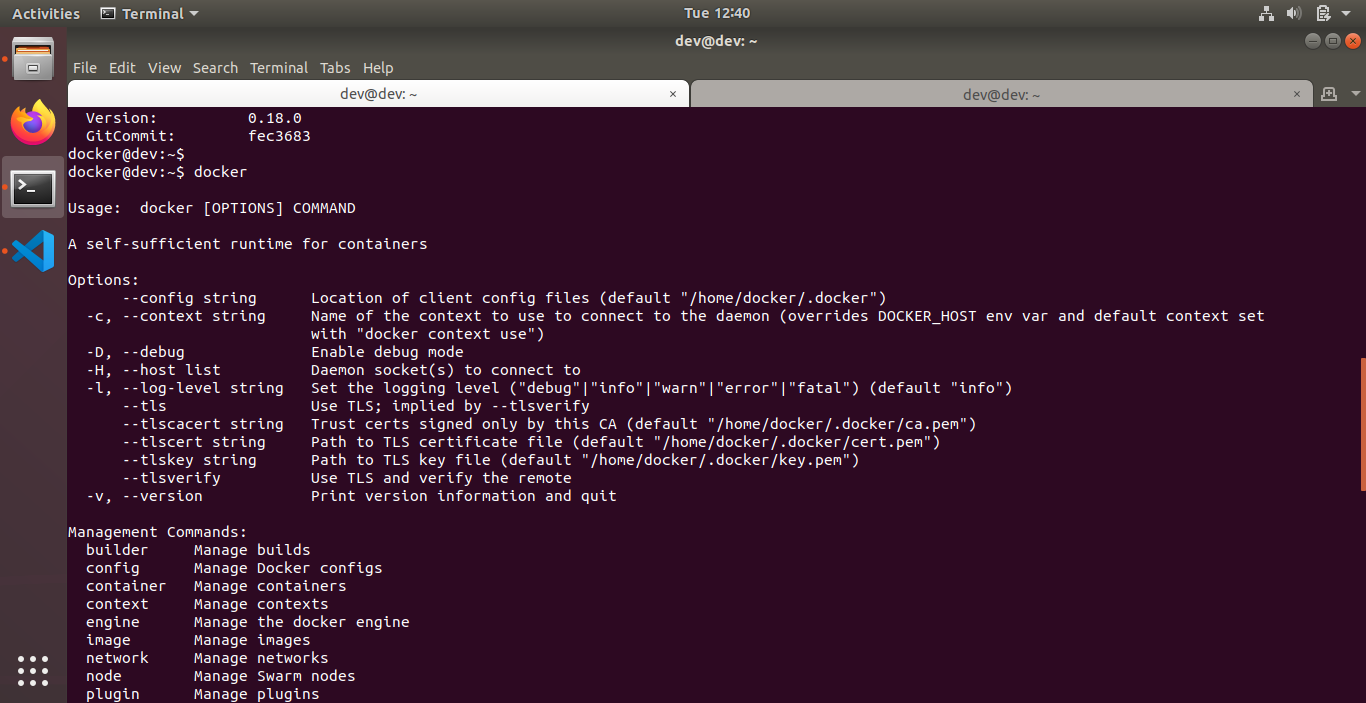 Activities Terminal Tue 12:40
dev@dev: ~
File Edit View Search Terminal Tabs Help
dev@dev: ~ × dev@dev: ~ ×
Version: 0.18.0
GitCommit: fec3683
docker@dev:~$
docker@dev:~$ docker
Usage: docker [OPTIONS] COMMAND
A self-sufficient runtime for containers
Options:
--config string Location of client config files (default "/home/docker/.docker")
-c, --context string Name of the context to use to connect to the daemon (overrides DOCKER_HOST env var and default context set
with "docker context use")
-D, --debug Enable debug mode
-H, --host list Daemon socket(s) to connect to
-l, --log-level string Set the logging level ("debug"|"info"|"warn"|"error"|"fatal") (default "info")
--tls Use TLS; implied by --tlsverify
--tlscacert string Trust certs signed only by this CA (default "/home/docker/.docker/ca.pem")
--tlscert string Path to TLS certificate file (default "/home/docker/.docker/cert.pem")
--tlskey string Path to TLS key file (default "/home/docker/.docker/key.pem")
--tlsverify Use TLS and verify the remote
-v, --version Print version information and quit
Management Commands:
builder Manage builds
config Manage Docker configs
container Manage containers
context Manage contexts
engine Manage the docker engine
image Manage images
network Manage networks
node Manage Swarm nodes
plugin Manage plugins